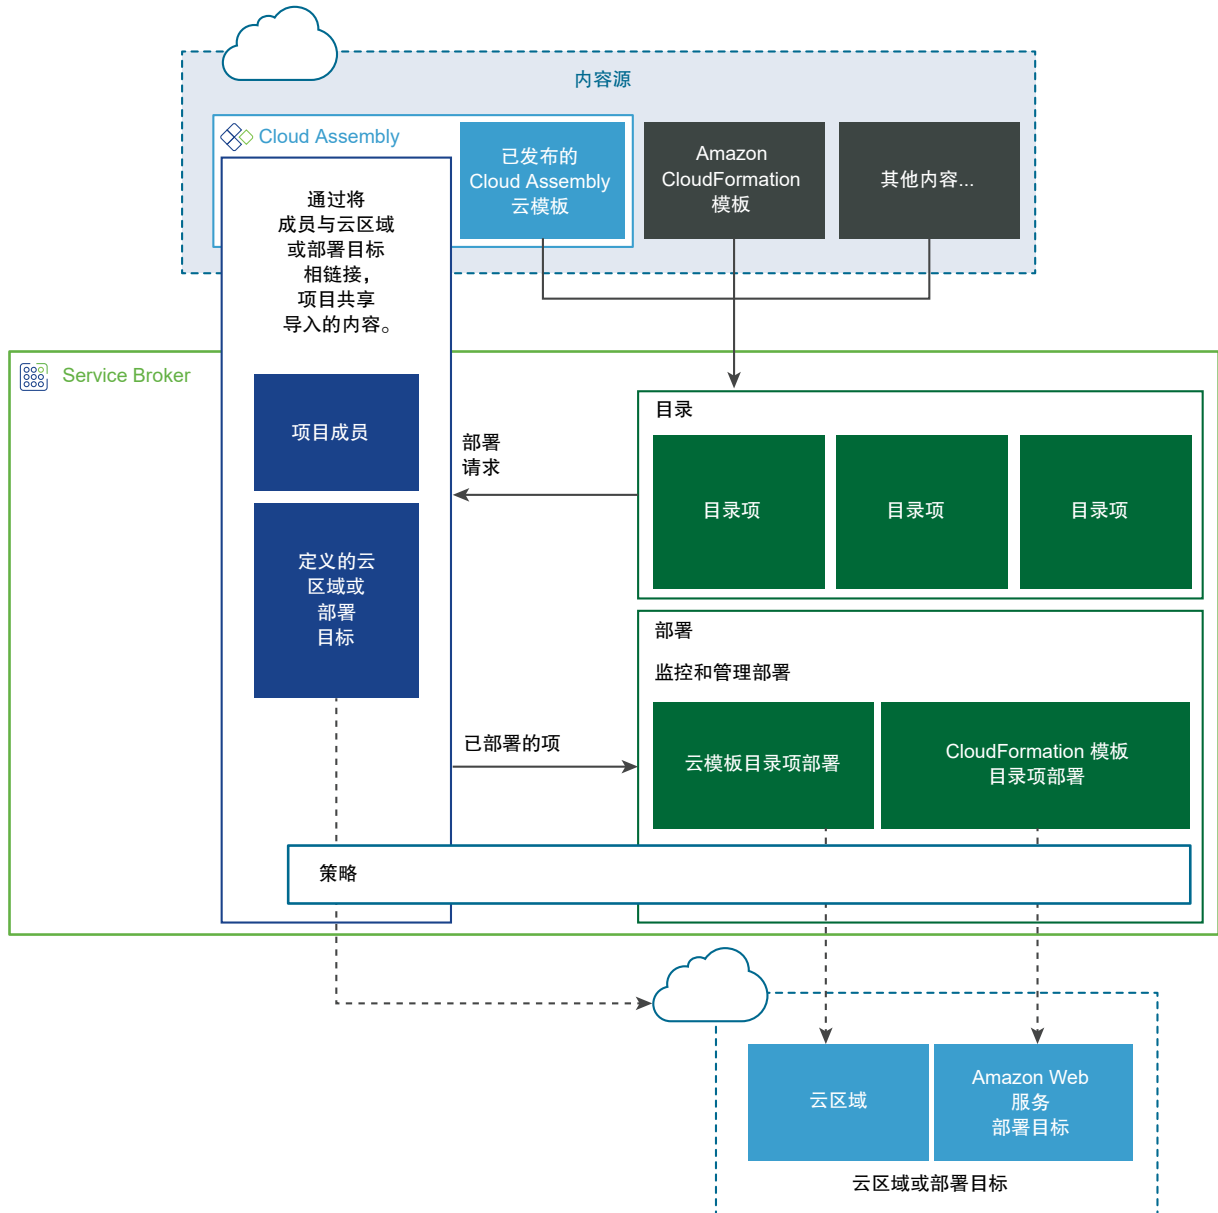 内容源
Cloud Assembly
已发布的
Cloud Assembly
云模板
Amazon
CloudFormation
模板
其他内容...
通过将
成员与云区域
或部署目标
相链接，
项目共享
导入的内容。
Service Broker
项目成员
定义的云
区域或
部署
目标
部署
请求
目录
目录项
目录项
目录项
部署
监控和管理部署
已部署的项
云模板目录项部署
CloudFormation 模板
目录项部署
策略
云区域
Amazon Web
服务
部署目标
云区域或部署目标